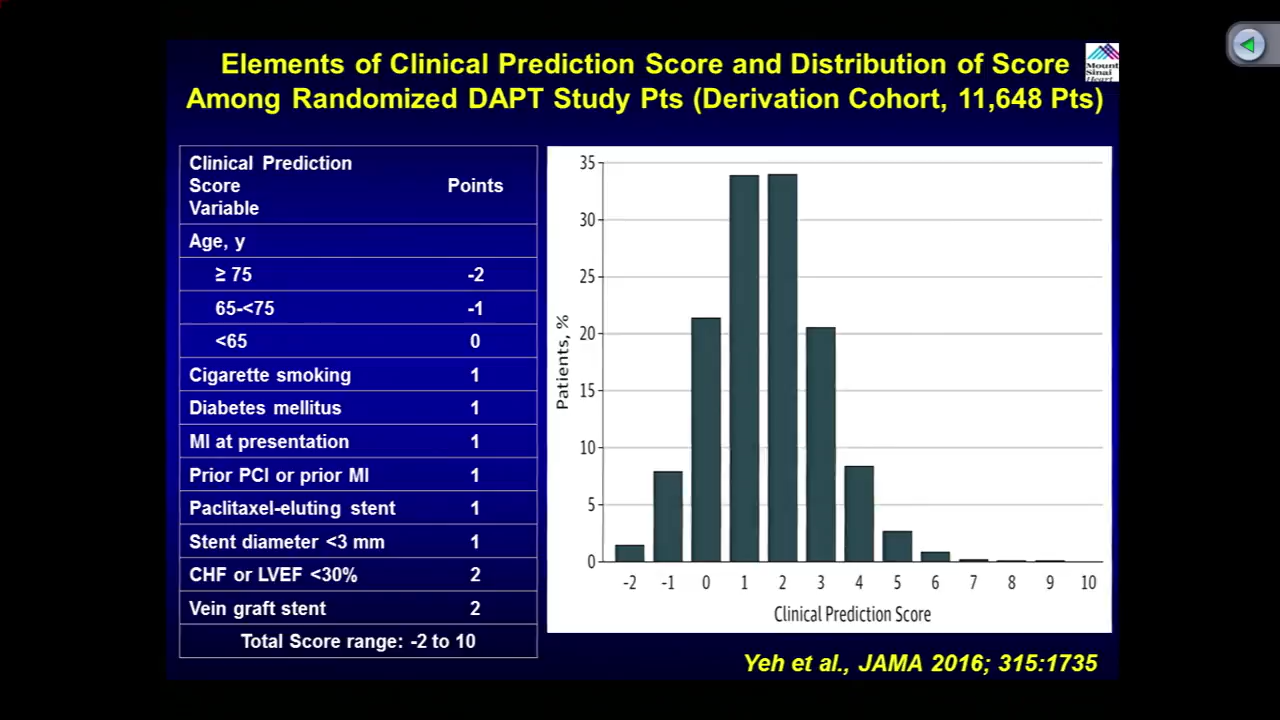 Elements of Clinical Prediction Score and Distribution of Score
Among Randomized DAPT Study Pts (Derivation Cohort, 11,648 Pts)
Mount
Sinai
Heart
Clinical Prediction
Score
Variable
Points
Age, y
≥ 75 -2
65-<75 -1
<65 0
Cigarette smoking 1
Diabetes mellitus 1
MI at presentation 1
Prior PCI or prior MI 1
Paclitaxel-eluting stent 1
Stent diameter <3 mm 1
CHF or LVEF <30% 2
Vein graft stent 2
Total Score range: -2 to 10
Patients, %
35
30
25
20
15
10
5
0
-2 -1 0 1 2 3 4 5 6 7 8 9 10
Clinical Prediction Score
Yeh et al., JAMA 2016; 315:1735